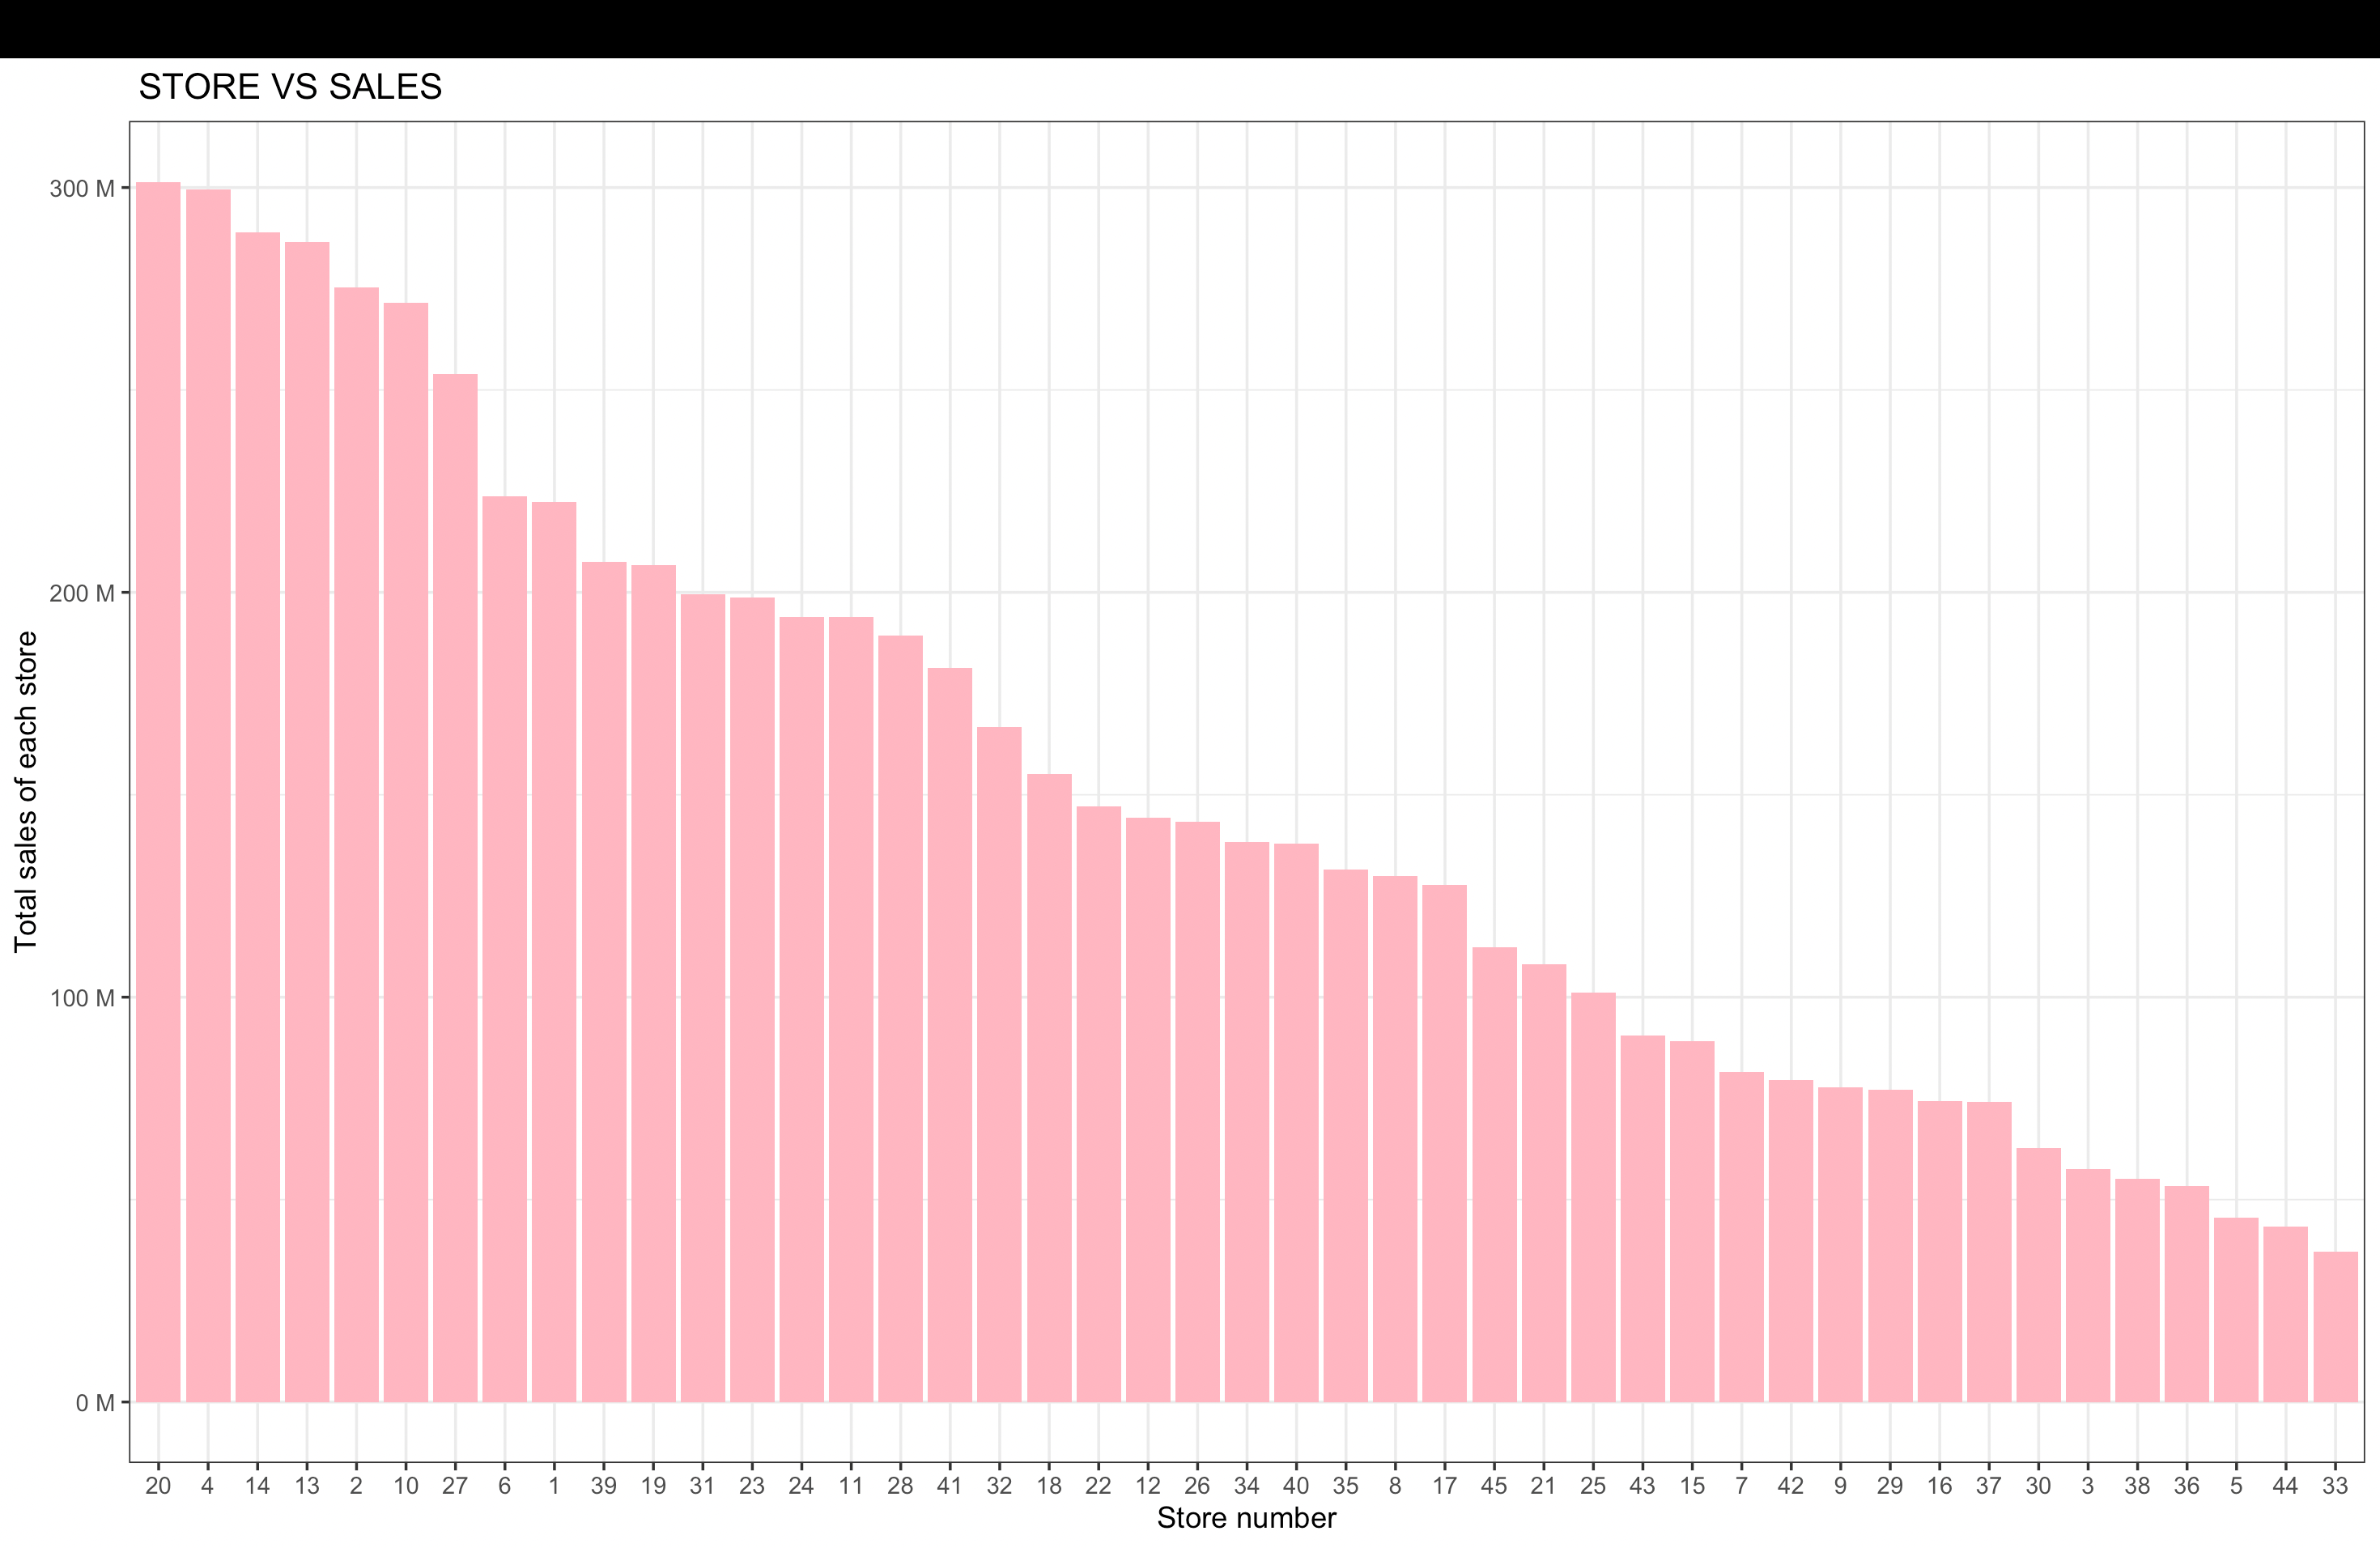 STORE VS SALES
Total sales of each store
300 M
200 M
100 M
0 M
20 4 14 13 2 10 27 6 1 39 19 31 23 24 11 28 41 32 18 22 12 26 34 40 35 8 17 45 21 25 43 15 7 42 9 29 16 37 30 3 38 36 5 44 33
Store number